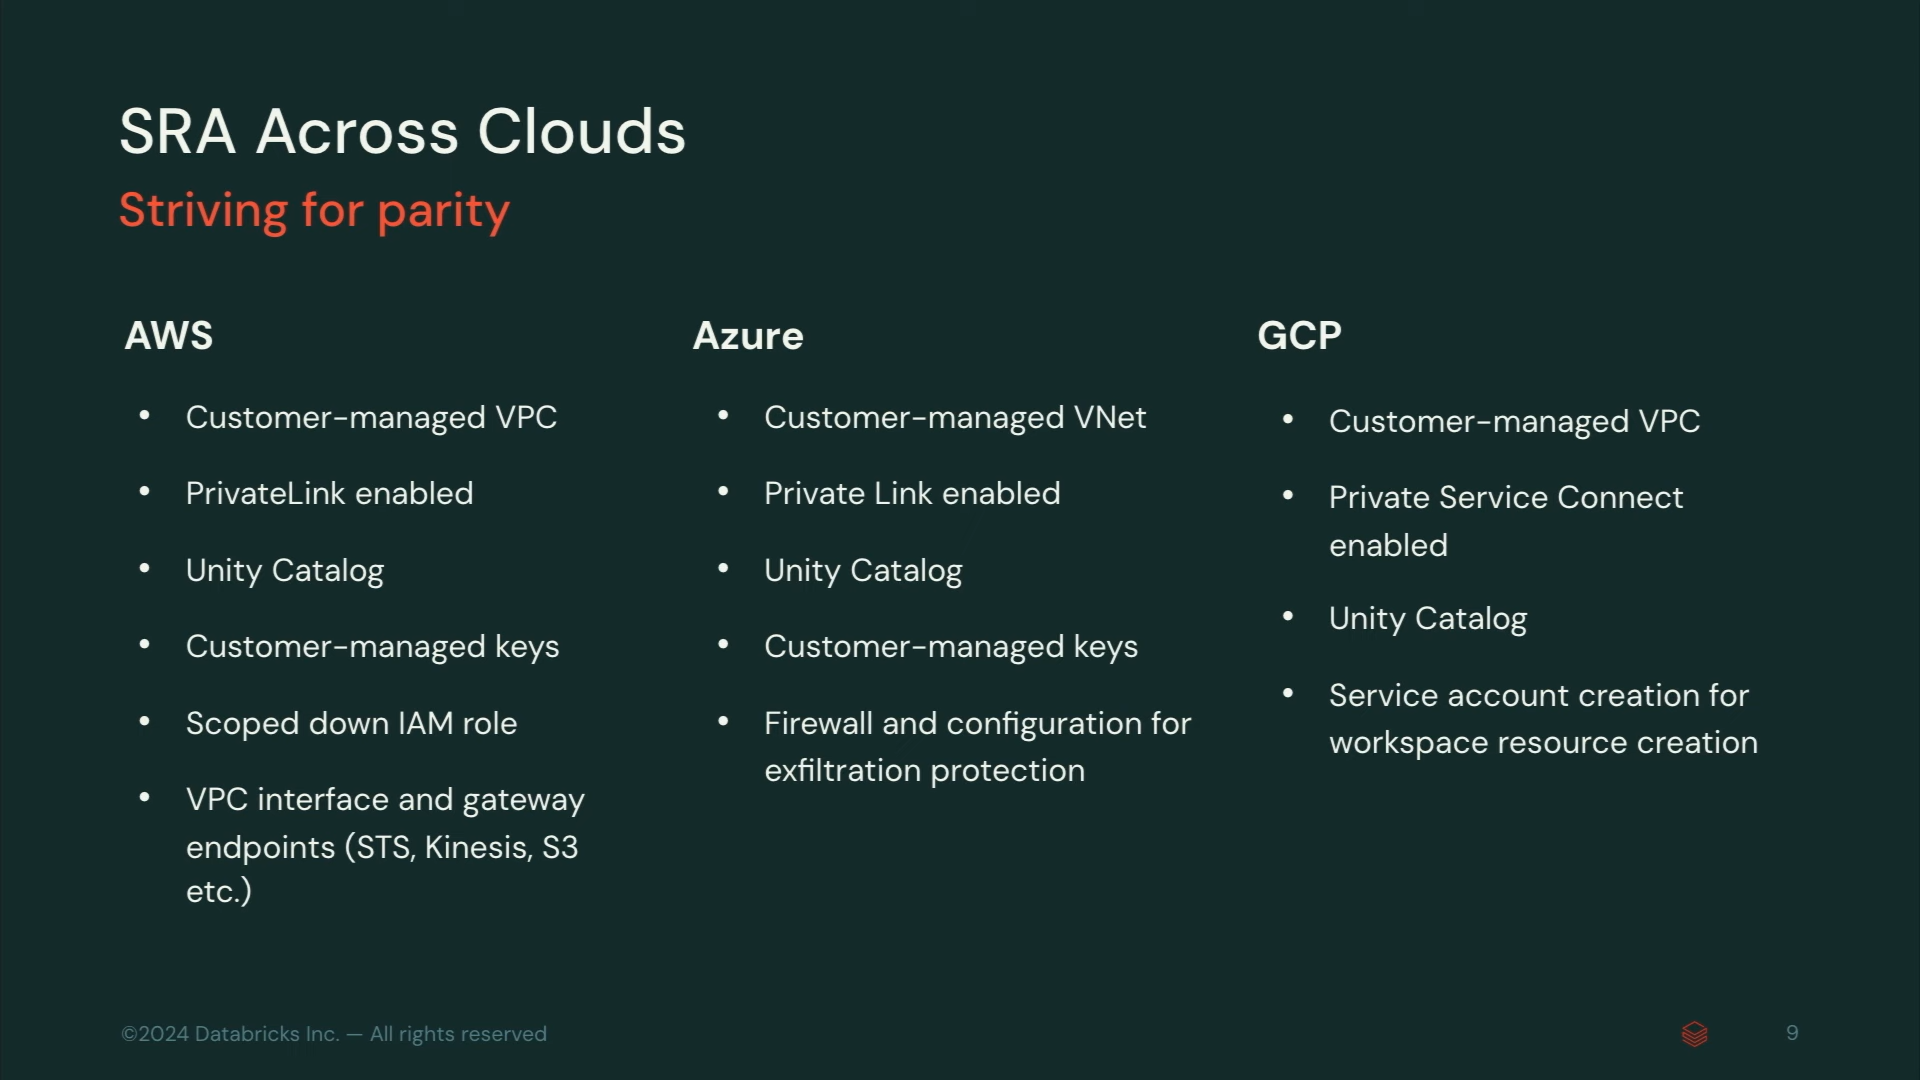 SRA Across Clouds
Striving for parity
AWS
• Customer-managed VPC
• PrivateLink enabled
• Unity Catalog
• Customer-managed keys
• Scoped down IAM role
• VPC interface and gateway
endpoints (STS, Kinesis, S3
etc.)
Azure
• Customer-managed VNet
• Private Link enabled
• Unity Catalog
• Customer-managed keys
• Firewall and configuration for
exfiltration protection
GCP
• Customer-managed VPC
• Private Service Connect
enabled
• Unity Catalog
• Service account creation for
workspace resource creation
©2024 Databricks Inc. — All rights reserved
9